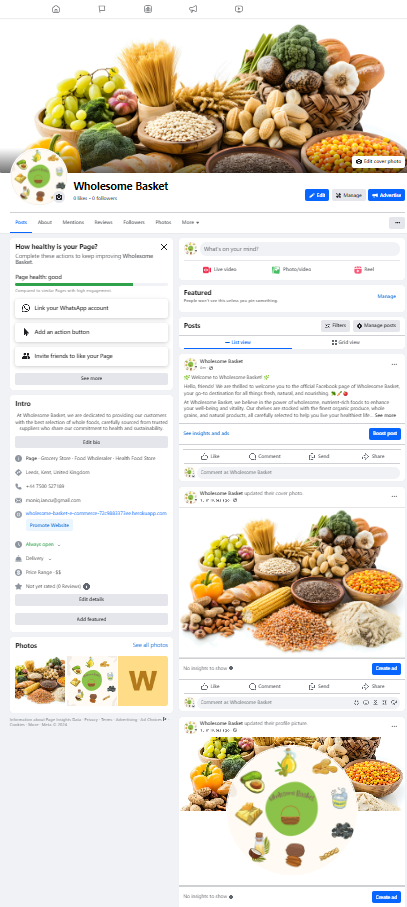 Edit cover photo
Wholesome Basket
0 likes • 0 followers
Edit
Manage
Advertise
Posts
About
Mentions
Reviews
Followers
Photos
More
How healthy is your Page?
Complete these actions to keep improving Wholesome
Basket.
Page health: good
Compared to similar Pages with high engagement.
Link your WhatsApp account
Add an action button
Invite friends to like your Page
See more
Intro
At Wholesome Basket, we are dedicated to providing our customers
with the best selection of whole foods, carefully sourced from trusted
suppliers who share our commitment to health and sustainability.
Edit bio
Page · Grocery Store · Food Wholesaler · Health Food Store
Leeds, Kent, United Kingdom
Promote Website
Always open
Delivery
Price Range · $$
Not yet rated (0 Reviews)
Edit details
Add featured
Photos
See all photos
W
Information about Page Insights Data · Privacy · Terms · Advertising · Ad Choices
Cookies · More · Meta © 2024
What's on your mind?
Live video
Photo/video
Reel
Featured
People won't see this unless you pin something.
Manage
Posts
Filters
Manage posts
List view
Grid view
Wholesome Basket
Welcome to Wholesome Basket
Hello, friends! We are thrilled to welcome you to the official Facebook page of Wholesome Basket,
your go-to destination for all things fresh, natural, and nourishing.
At Wholesome Basket, we believe in the power of wholesome, nutrient-rich foods to enhance
your well-being and vitality. Our shelves are stocked with the finest organic produce, whole
grains, and natural products, all carefully selected to help you live your healthiest life... See more
See insights and ads
Boost post
Like
Comment
Send
Share
Comment as Wholesome Basket
Wholesome Basket updated their cover photo.
No insights to show
Create ad
Like
Comment
Send
Share
Comment as Wholesome Basket
Wholesome Basket updated their profile picture
Wholesome Basket
No insights to show
Create ad